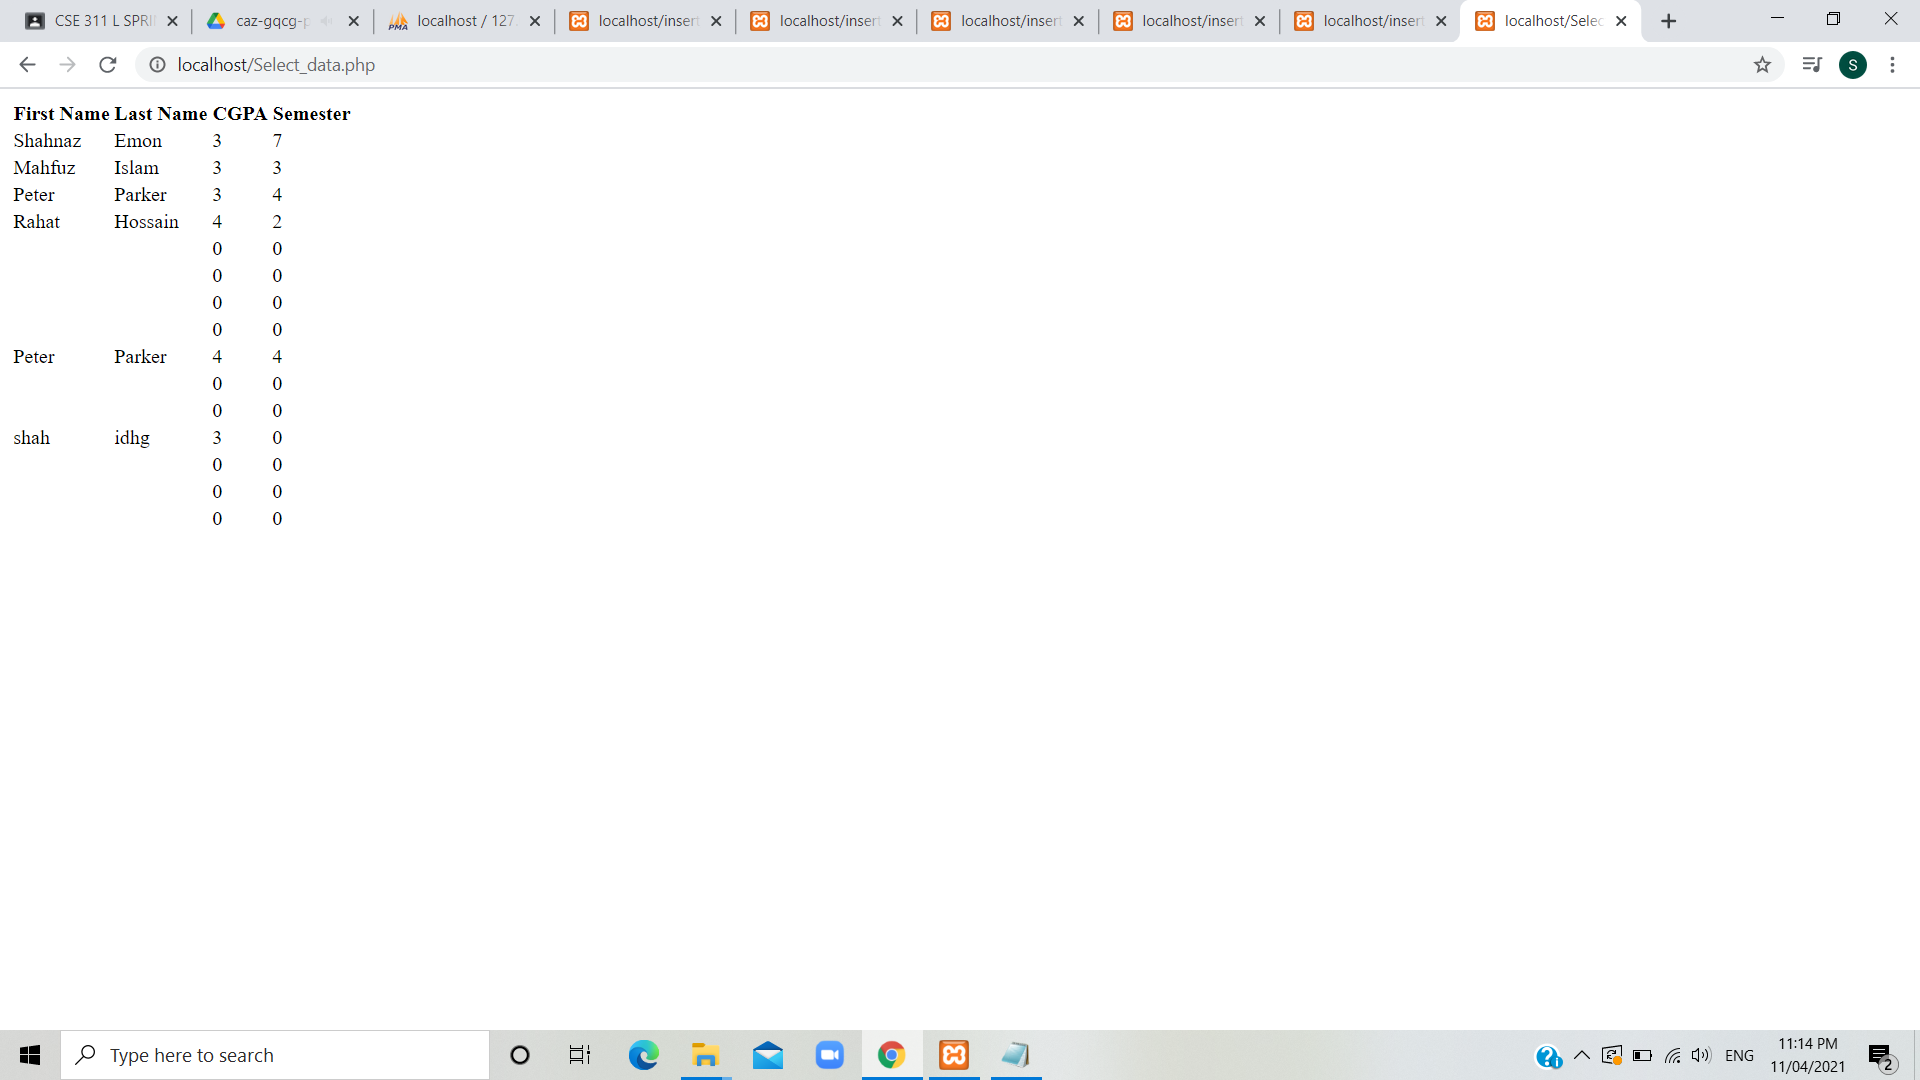 CSE 311 L SPRI
caz-gqcg-p
localhost / 127.
localhost/insert
localhost/insert
localhost/insert
localhost/insert
localhost/insert
localhost/Selec
localhost/Select_data.php
S
First Name Last Name CGPA Semester
Shahnaz Emon 3 7
Mahfuz Islam 3 3
Peter Parker 3 4
Rahat Hossain 4 2
0 0
0 0
0 0
0 0
Peter Parker 4 4
0 0
0 0
shah idhg 3 0
0 0
0 0
0 0
Type here to search
ENG
11:14 PM
11/04/2021
2
PMA